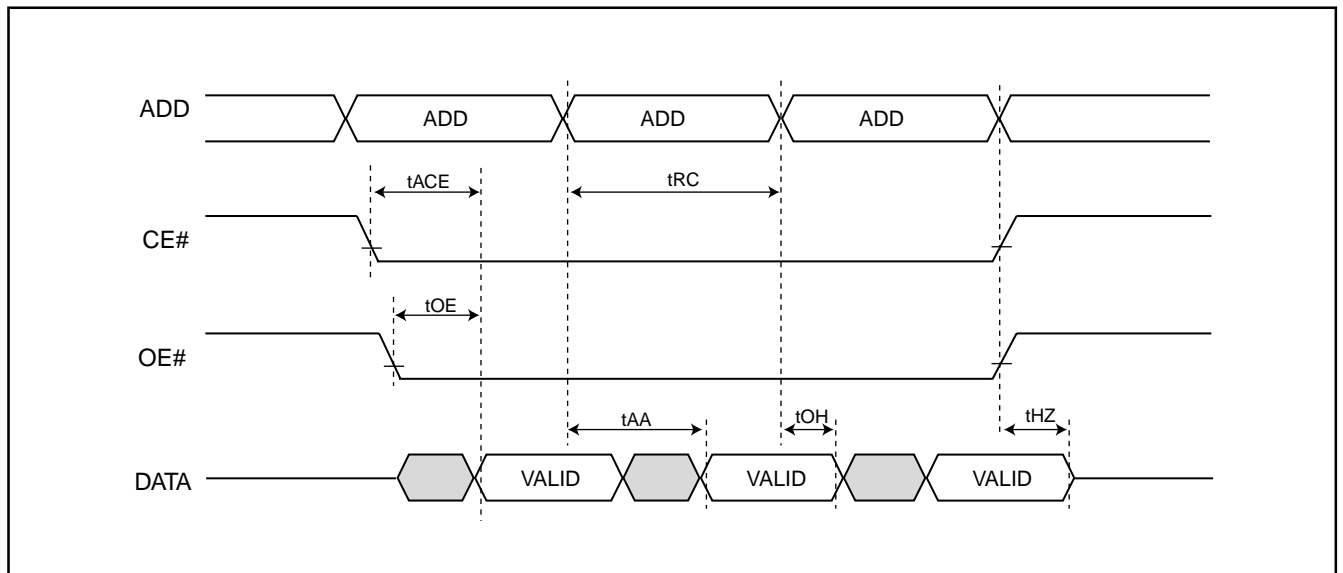 ADD ADD ADD ADD
tACE tRC
CE#
tOE
OE#
tAA tOH tHZ
DATA VALID VALID VALID